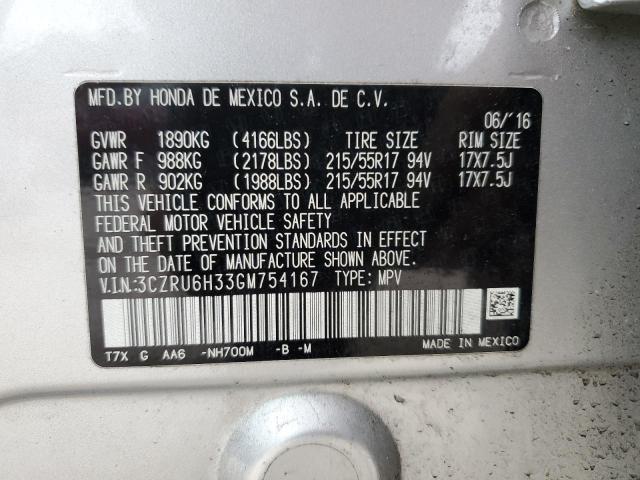 MFD.BY HONDA DE MEXICO S.A. DE C.V.
06/'16
GVWR 1890KG (4166LBS) TIRE SIZE RIM SIZE
GAWR F 988KG (2178LBS) 215/55R17 94V 17X7.5J
GAWR R 902KG (1988LBS) 215/55R17 94V 17X7.5J
THIS VEHICLE CONFORMS TO ALL APPLICABLE
FEDERAL MOTOR VEHICLE SAFETY
AND THEFT PREVENTION STANDARDS IN EFFECT
ON THE DATE OF MANUFACTURE SHOWN ABOVE.
V.I.N:3CZRU6H33GM754167 TYPE: MPV
T7X G AA6 -NH700M -B -M
MADE IN MEXICO